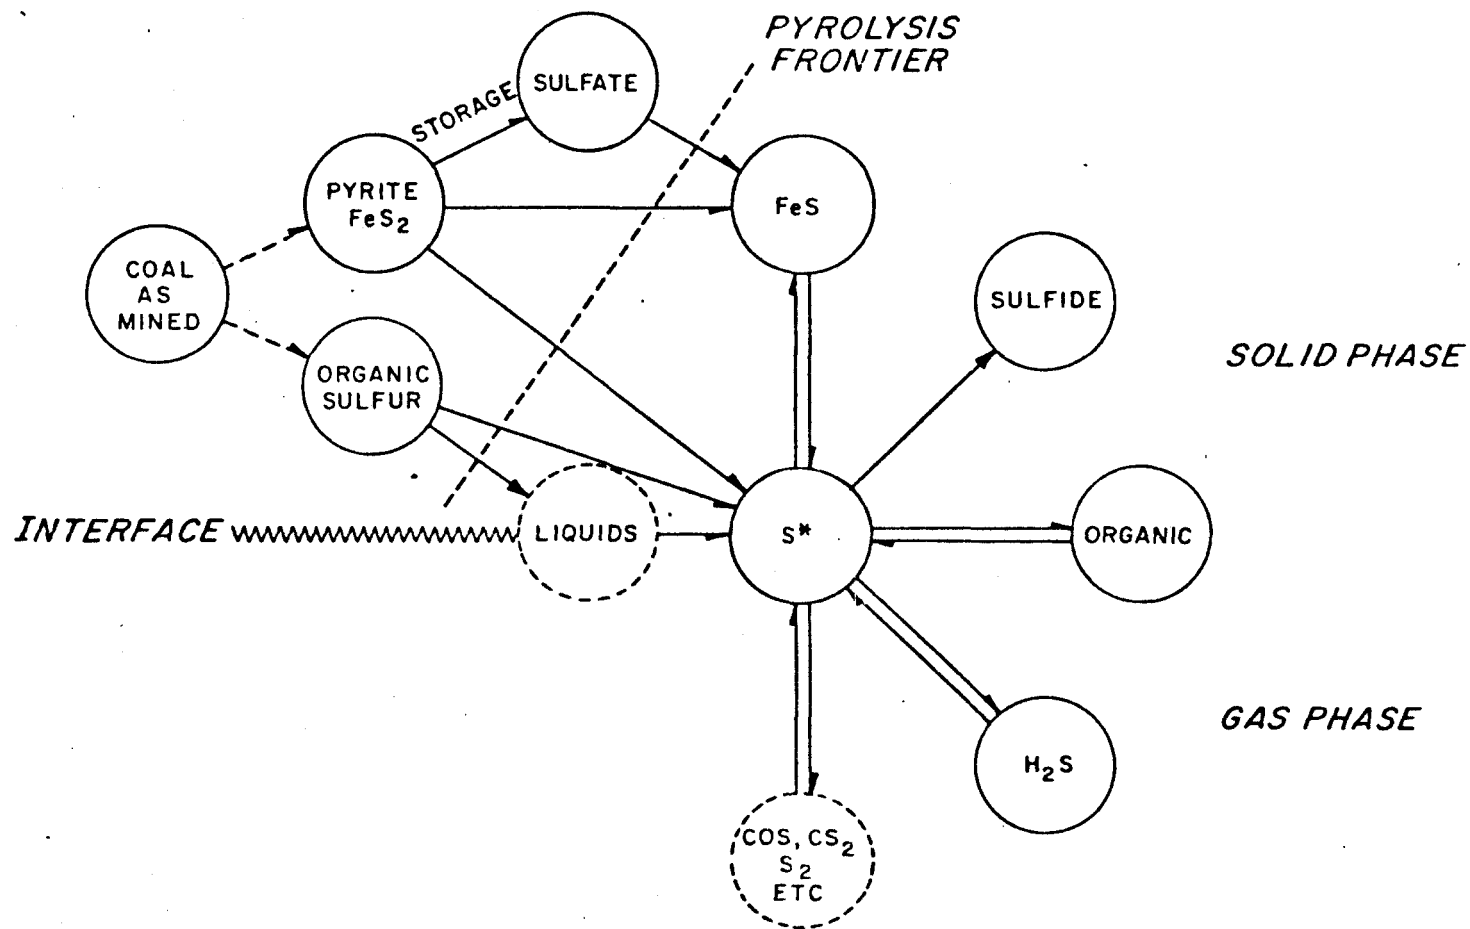 PYROLYSIS
FRONTIER
SULFATE
STORAGE
PYRITE
FeS₂
FeS
COAL
AS
MINED
SULFIDE
SOLID PHASE
ORGANIC
SULFUR
INTERFACE
LIQUIDS
S*
ORGANIC
GAS PHASE
H₂S
COS, CS₂
S₂
ETC